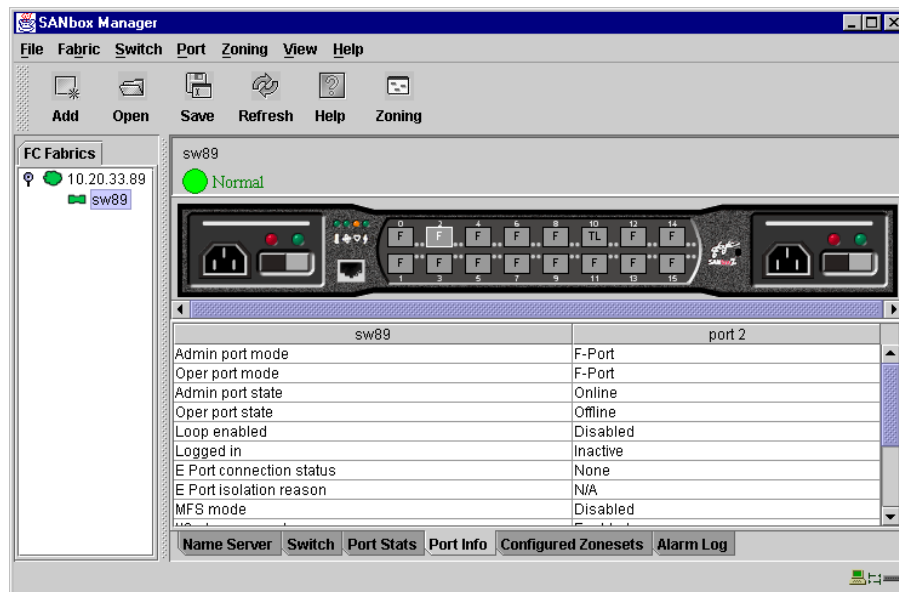 SANbox Manager
File Fabric Switch Port Zoning View Help
Add Open Save Refresh Help Zoning
FC Fabrics
10.20.33.89
sw89
sw89
Normal
0 2 4 6 8 10 12 14
F F F F F TL F F
F F F F F F F F
1 3 5 7 9 11 13 15
sw89 port 2
Admin port mode F-Port
Oper port mode F-Port
Admin port state Online
Oper port state Offline
Loop enabled Disabled
Logged in Inactive
E Port connection status None
E Port isolation reason N/A
MFS mode Disabled
Name Server Switch Port Stats Port Info Configured Zonesets Alarm Log